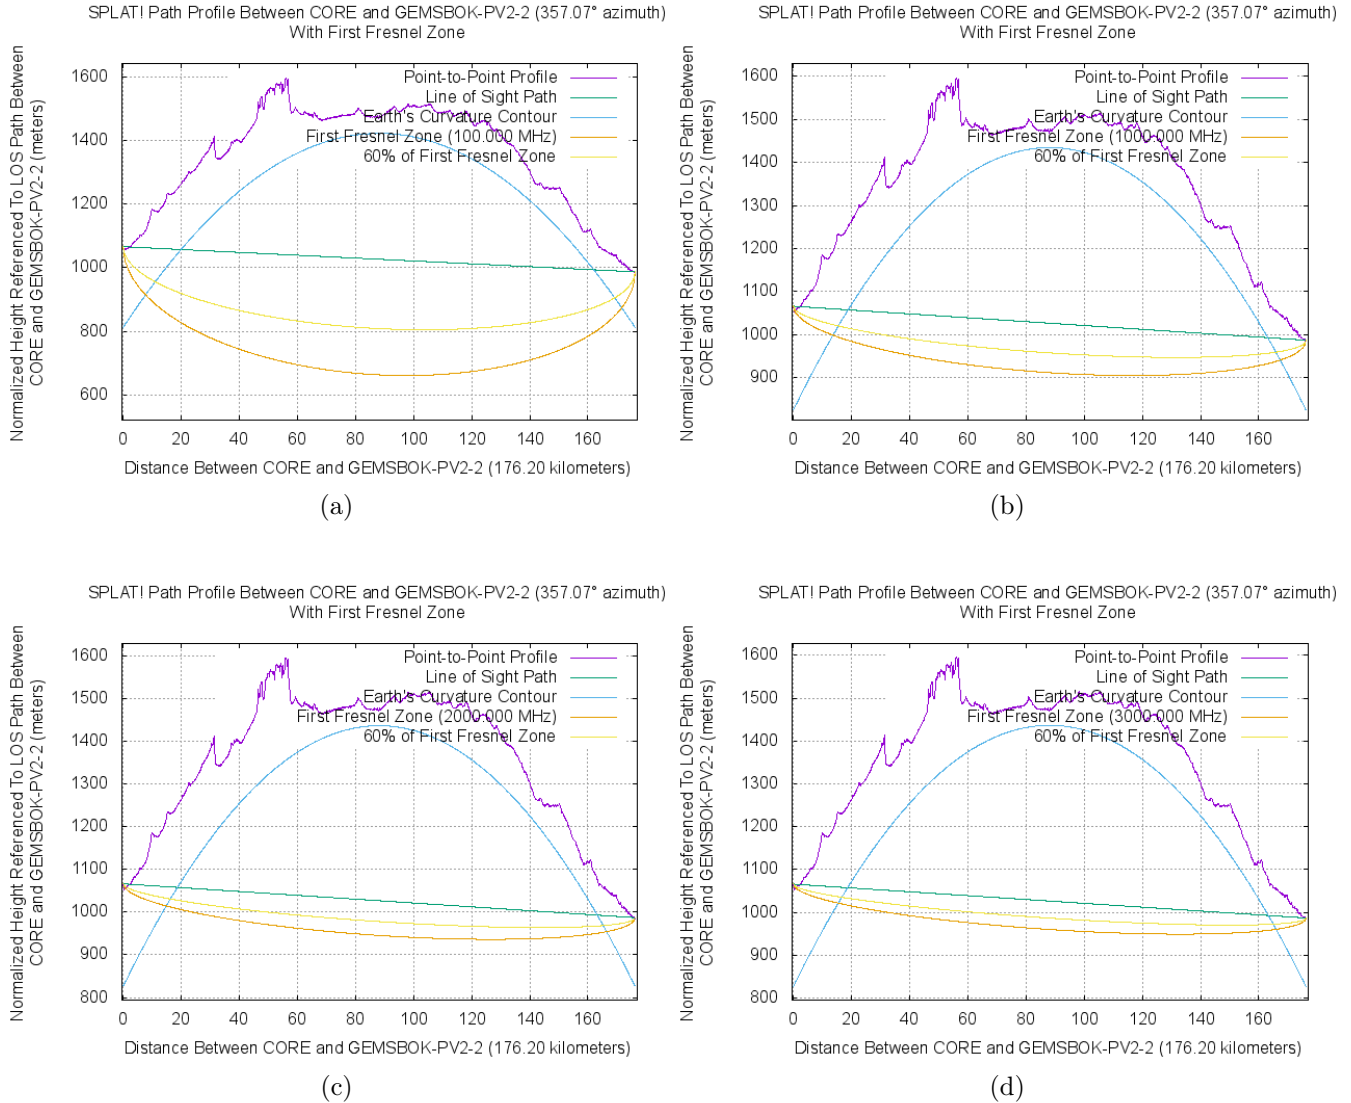 SPLAT! Path Profile Between CORE and GEMSBOK-PV2-2 (357.07° azimuth)
With First Fresnel Zone
Normalized Height Referenced To LOS Path Between
CORE and GEMSBOK-PV2-2 (meters)
1600
1400
1200
1000
800
600
Point-to-Point Profile
Line of Sight Path
Earth's Curvature Contour
First Fresnel Zone (100.000 MHz)
60% of First Fresnel Zone
0 20 40 60 80 100 120 140 160
Distance Between CORE and GEMSBOK-PV2-2 (176.20 kilometers)
(a)
SPLAT! Path Profile Between CORE and GEMSBOK-PV2-2 (357.07° azimuth)
With First Fresnel Zone
Normalized Height Referenced To LOS Path Between
CORE and GEMSBOK-PV2-2 (meters)
1600
1500
1400
1300
1200
1100
1000
900
Point-to-Point Profile
Line of Sight Path
Earth's Curvature Contour
First Fresnel Zone (1000.000 MHz)
60% of First Fresnel Zone
0 20 40 60 80 100 120 140 160
Distance Between CORE and GEMSBOK-PV2-2 (176.20 kilometers)
(b)
SPLAT! Path Profile Between CORE and GEMSBOK-PV2-2 (357.07° azimuth)
With First Fresnel Zone
Normalized Height Referenced To LOS Path Between
CORE and GEMSBOK-PV2-2 (meters)
1600
1500
1400
1300
1200
1100
1000
900
800
Point-to-Point Profile
Line of Sight Path
Earth's Curvature Contour
First Fresnel Zone (2000.000 MHz)
60% of First Fresnel Zone
0 20 40 60 80 100 120 140 160
Distance Between CORE and GEMSBOK-PV2-2 (176.20 kilometers)
(c)
SPLAT! Path Profile Between CORE and GEMSBOK-PV2-2 (357.07° azimuth)
With First Fresnel Zone
Normalized Height Referenced To LOS Path Between
CORE and GEMSBOK-PV2-2 (meters)
1600
1500
1400
1300
1200
1100
1000
900
800
Point-to-Point Profile
Line of Sight Path
Earth's Curvature Contour
First Fresnel Zone (3000.000 MHz)
60% of First Fresnel Zone
0 20 40 60 80 100 120 140 160
Distance Between CORE and GEMSBOK-PV2-2 (176.20 kilometers)
(d)